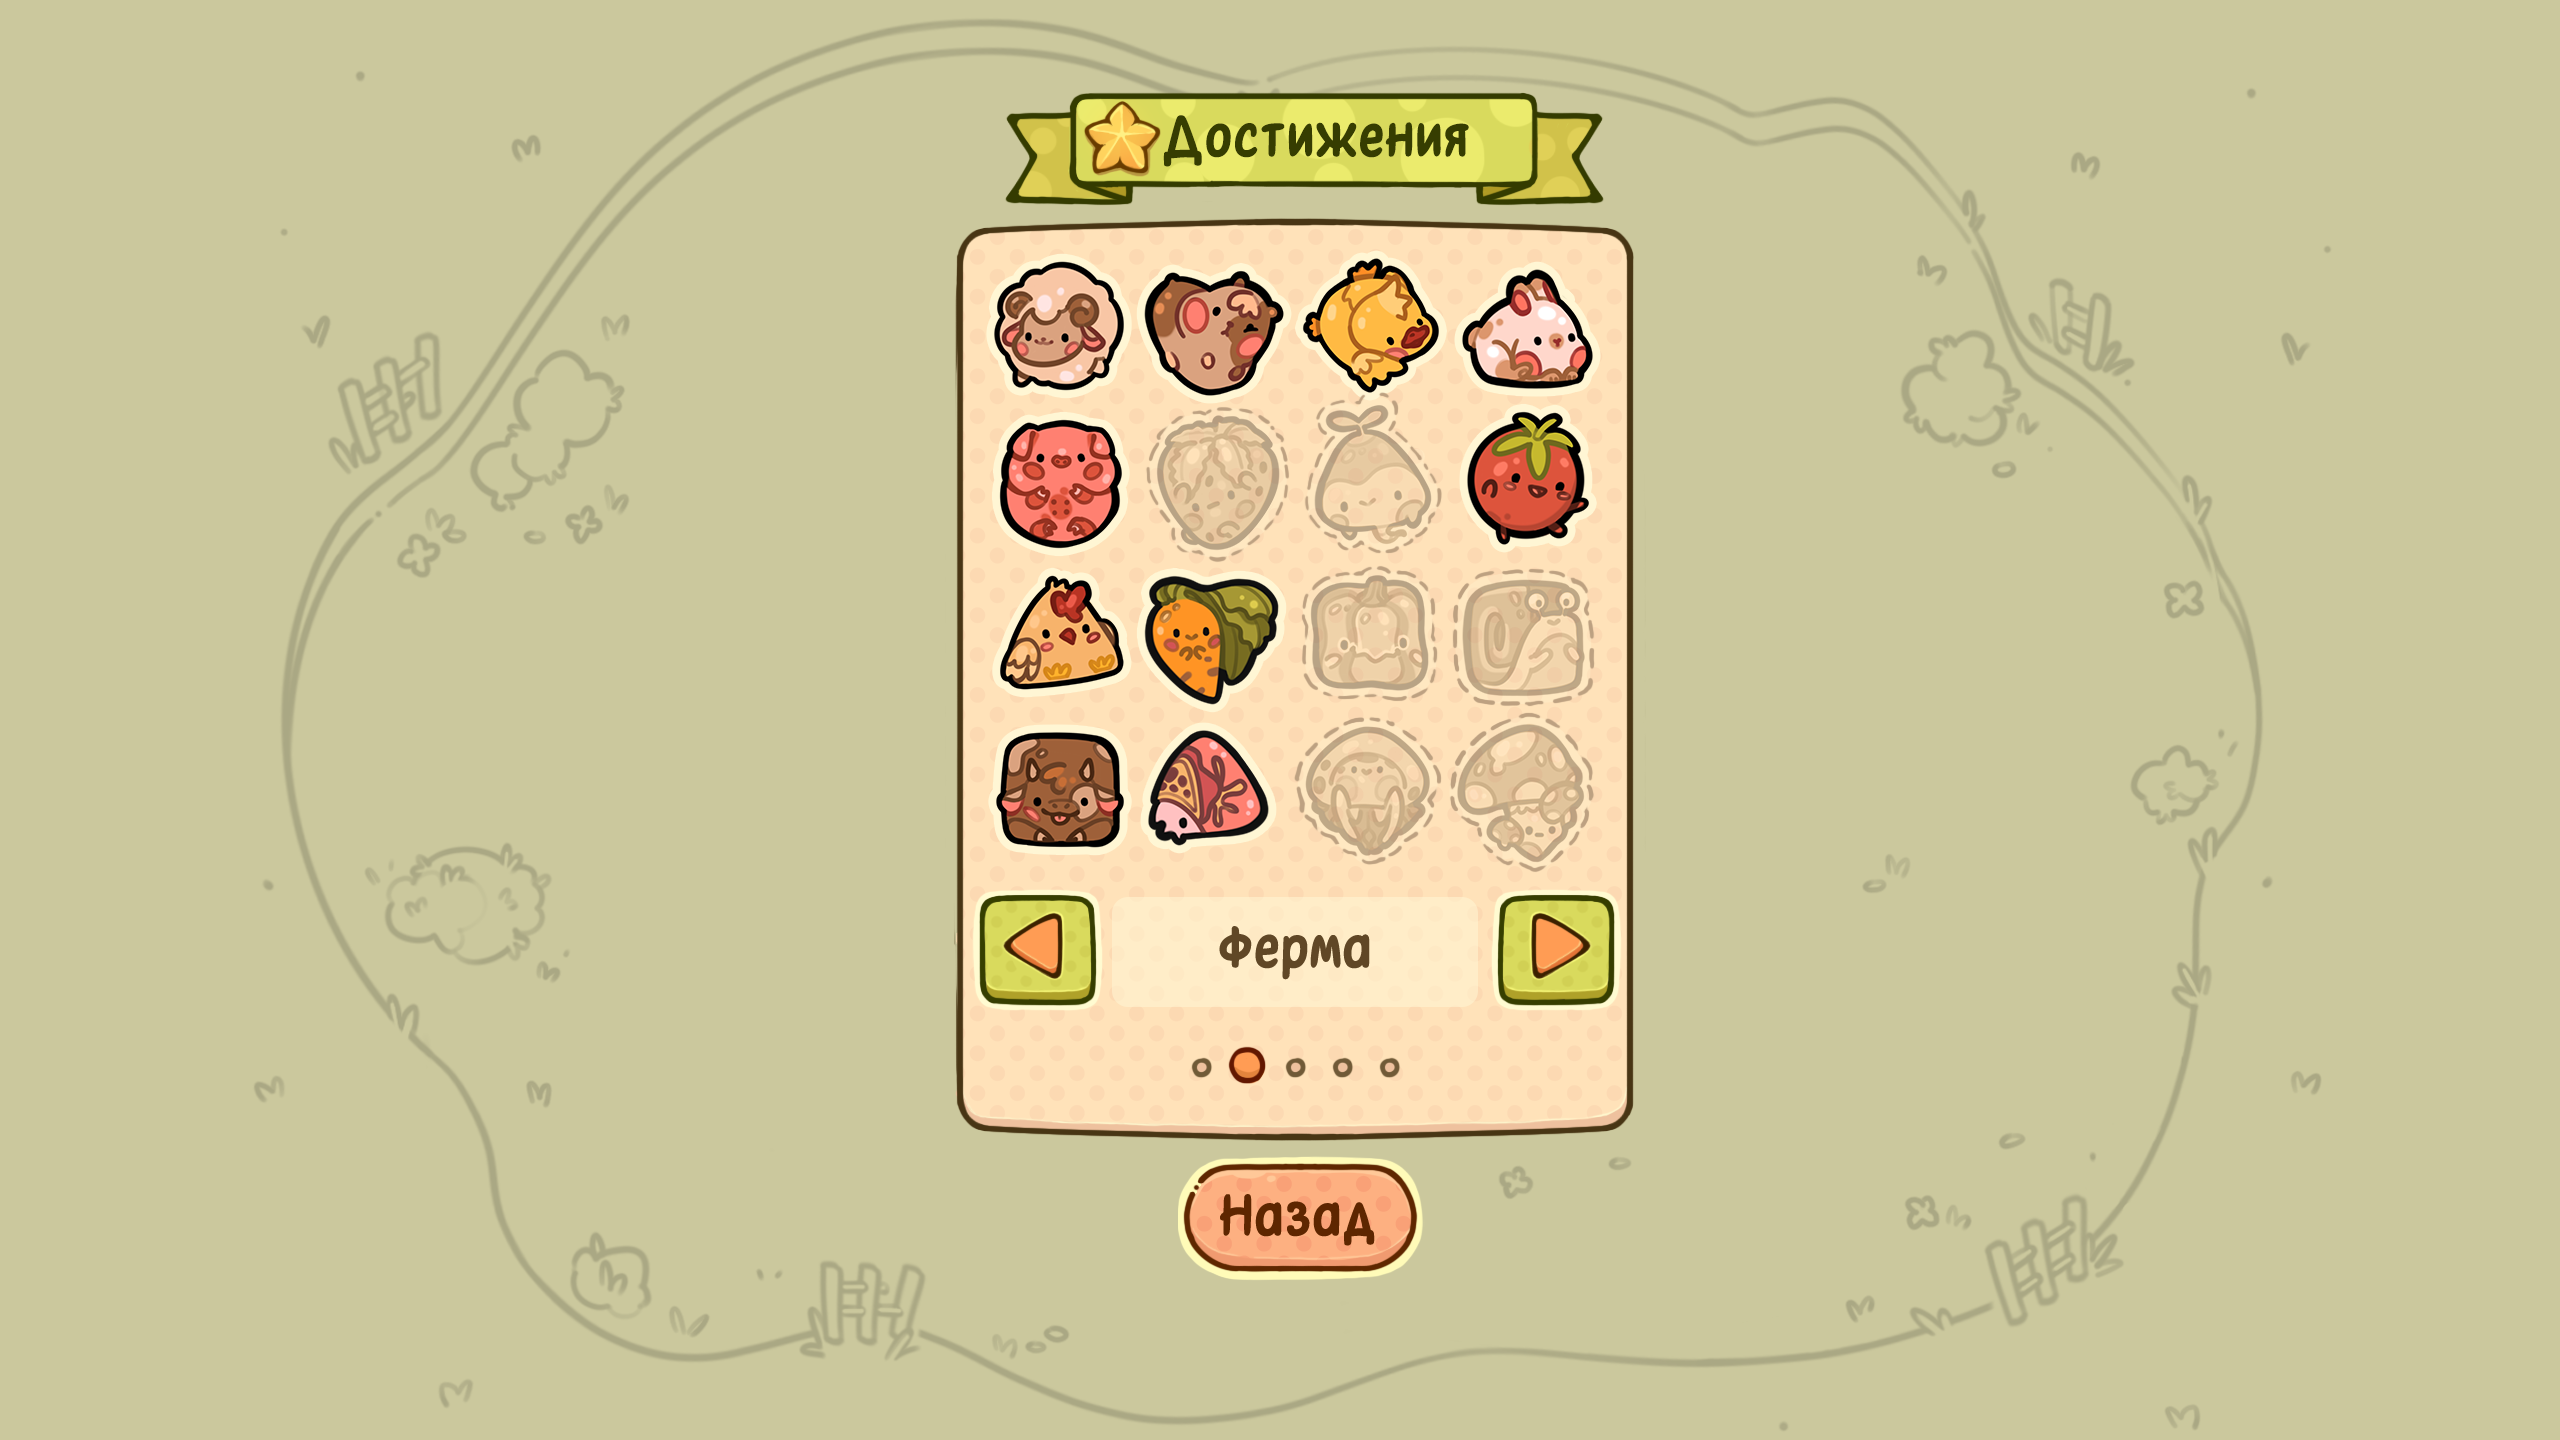 Достижения
Ферма
Назад